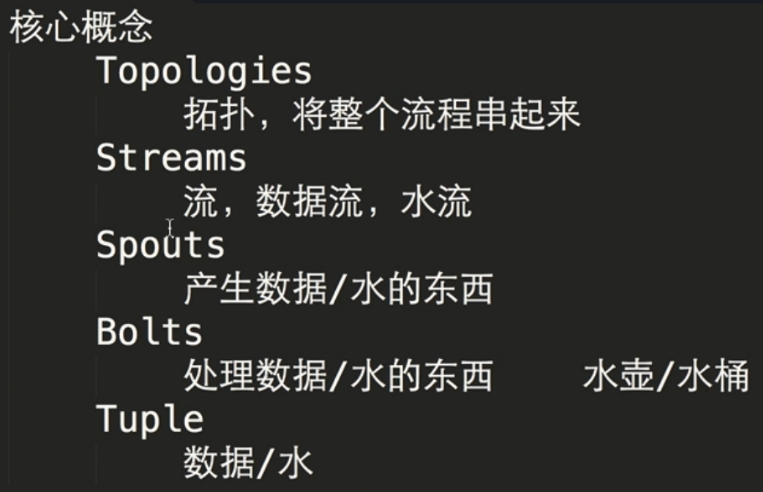 核心概念
Topologies
拓扑，将整个流程串起来
Streams
流，数据流，水流
Spouts
产生数据/水的东西
Bolts
处理数据/水的东西 水壶/水桶
Tuple
数据/水